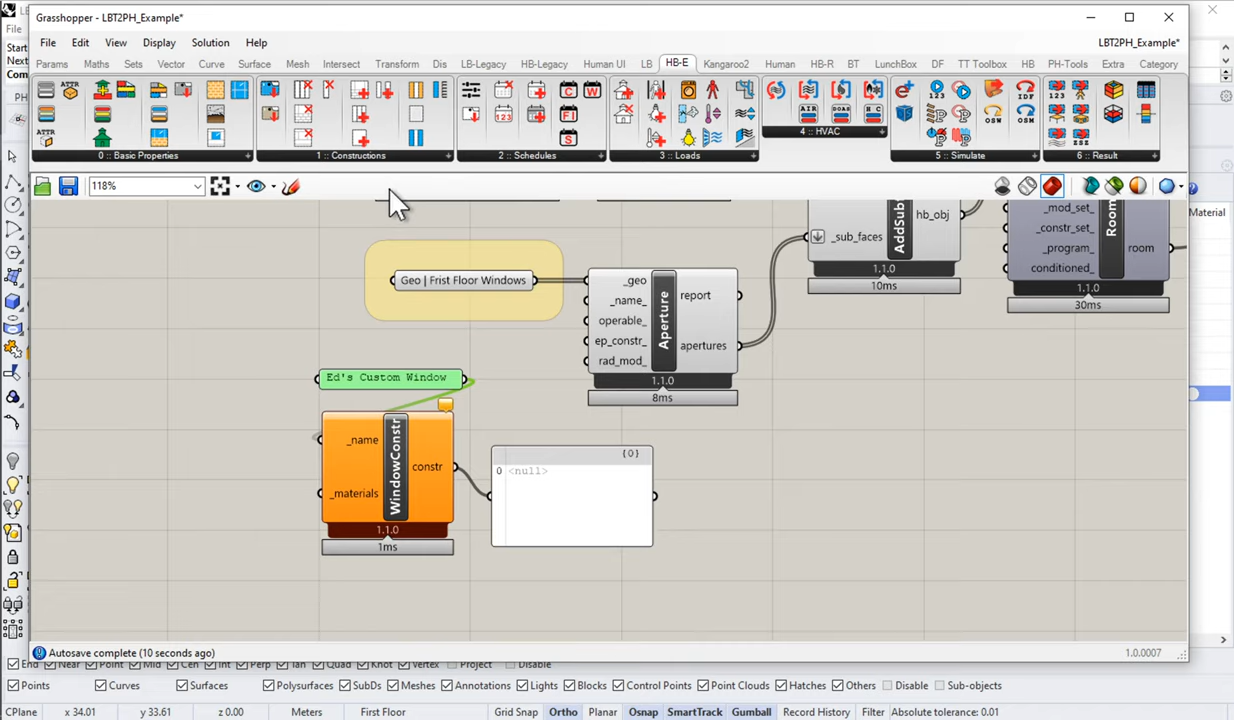 Grasshopper - LBT2PH_Example*
File Edit View Display Solution Help
LBT2PH_Example*
Params Maths Sets Vector Curve Surface Mesh Intersect Transform Dis LB-Legacy HB-Legacy Human UI LB HB-E Kangaroo2 Human HB-R BT LunchBox DF TT Toolbox HB PH-Tools Extra Category
0 :: Basic Properties
1 :: Constructions
2 :: Schedules
3 :: Loads
4 :: HVAC
5 :: Simulate
6 :: Result
118%
Geo | Frist Floor Windows
_geo
_name_
operable_
ep_constr_
rad_mod_
Aperture
report
apertures
1.1.0
8ms
_sub_faces
hb_obj
1.1.0
10ms
_mod_set_
_constr_set_
_program_
conditioned_
Room
room
1.1.0
30ms
Ed's Custom Window
_name
_materials
WindowConstr
constr
1.1.0
1ms
{0}
0 <null>
Autosave complete (10 seconds ago)
1.0.0007
Material
End Near Point Mid Cen Int Perp Tan Quad Knot Vertex Project Disable
Points Curves Surfaces Polysurfaces SubDs Meshes Annotations Lights Blocks Control Points Point Clouds Hatches Others Disable Sub-objects
CPlane x 34.01 y 33.61 z 0.00 Meters First Floor Grid Snap Ortho Planar Osnap SmartTrack Gumball Record History Filter Absolute tolerance: 0.01